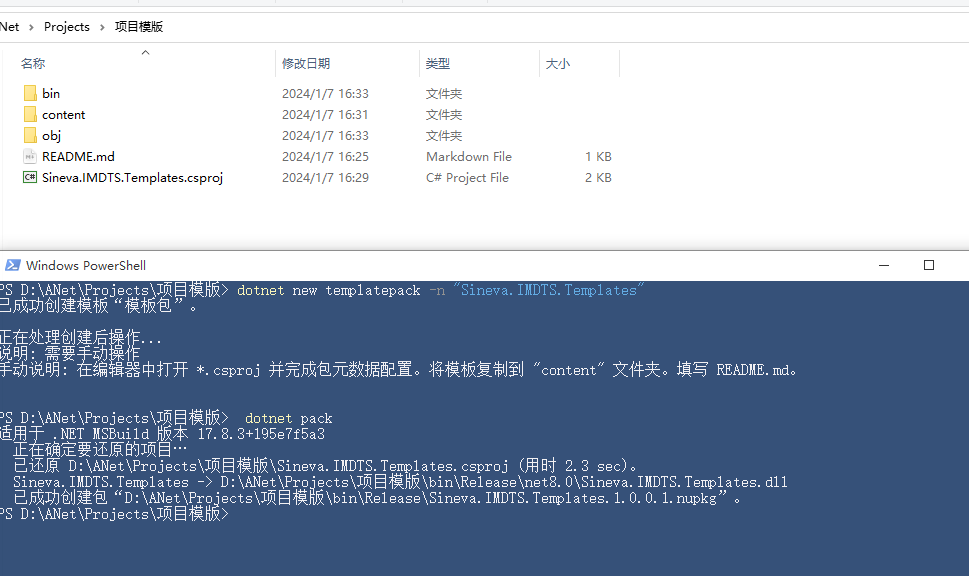 Net › Projects › 项目模版
名称 修改日期 类型 大小
bin 2024/1/7 16:33 文件夹
content 2024/1/7 16:31 文件夹
obj 2024/1/7 16:33 文件夹
README.md 2024/1/7 16:25 Markdown File 1 KB
C# Sineva.IMDTS.Templates.csproj 2024/1/7 16:29 C# Project File 2 KB
Windows PowerShell
PS D:\ANet\Projects\项目模版> dotnet new templatepack -n "Sineva.IMDTS.Templates"
已成功创建模板“模板包”。
正在处理创建后操作...
说明: 需要手动操作
手动说明: 在编辑器中打开 *.csproj 并完成包元数据配置。将模板复制到 "content" 文件夹。填写 README.md。
PS D:\ANet\Projects\项目模版> dotnet pack
适用于 .NET MSBuild 版本 17.8.3+195e7f5a3
正在确定要还原的项目…
已还原 D:\ANet\Projects\项目模版\Sineva.IMDTS.Templates.csproj (用时 2.3 sec)。
Sineva.IMDTS.Templates -> D:\ANet\Projects\项目模版\bin\Release\net8.0\Sineva.IMDTS.Templates.dll
已成功创建包“D:\ANet\Projects\项目模版\bin\Release\Sineva.IMDTS.Templates.1.0.0.1.nupkg”。
PS D:\ANet\Projects\项目模版>